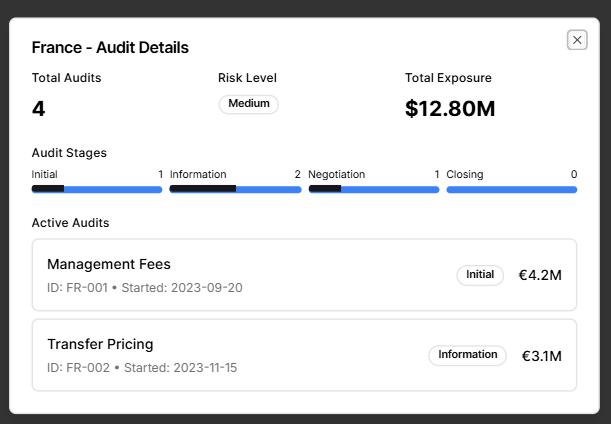 France - Audit Details
Total Audits
4
Risk Level
Medium
Total Exposure
$12.80M
Audit Stages
Initial 1
Information 2
Negotiation 1
Closing 0
Active Audits
Management Fees
ID: FR-001 • Started: 2023-09-20
Initial
€4.2M
Transfer Pricing
ID: FR-002 • Started: 2023-11-15
Information
€3.1M